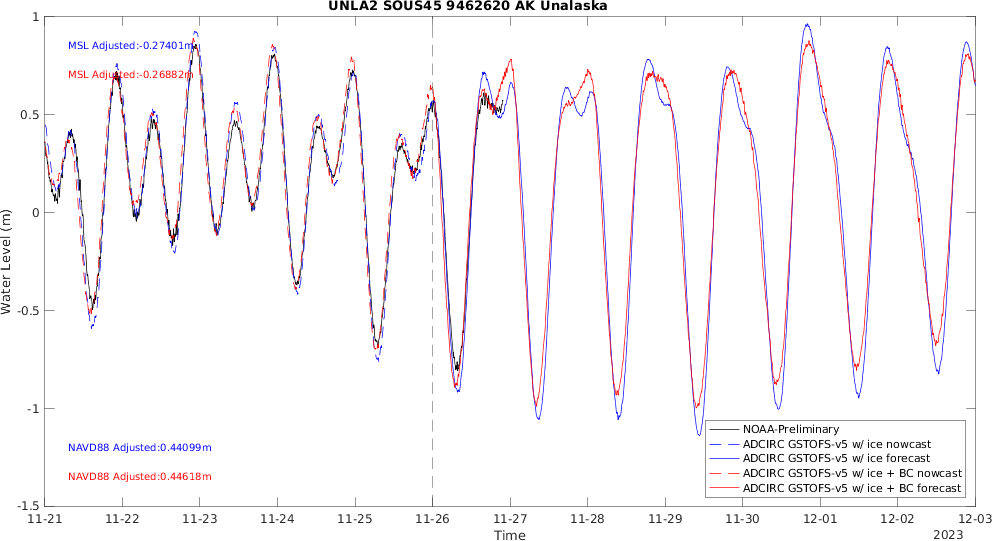 UNLA2 SOUS45 9462620 AK Unalaska
MSL Adjusted:-0.27401m
MSL Adjusted:-0.26882m
NAVD88 Adjusted:0.44099m
NAVD88 Adjusted:0.44618m
Water Level (m)
1
0.5
0
-0.5
-1
-1.5
NOAA-Preliminary
ADCIRC GSTOFS-v5 w/ ice nowcast
ADCIRC GSTOFS-v5 w/ ice forecast
ADCIRC GSTOFS-v5 w/ ice + BC nowcast
ADCIRC GSTOFS-v5 w/ ice + BC forecast
11-21 11-22 11-23 11-24 11-25 11-26 11-27 11-28 11-29 11-30 12-01 12-02 12-03
Time
2023